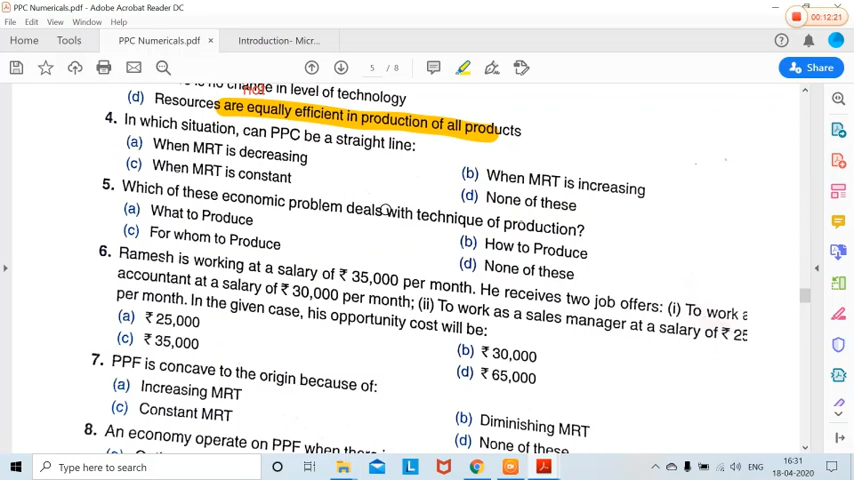 PPC Numericals.pdf - Adobe Acrobat Reader DC
00:12:21
File Edit View Window Help
Home Tools PPC Numericals.pdf × Introduction- Micr...
5 / 8 Share
is no change in level of technology
not
(d) Resources are equally efficient in production of all products
4. In which situation, can PPC be a straight line:
(a) When MRT is decreasing
(b) When MRT is increasing
(c) When MRT is constant
(d) None of these
5. Which of these economic problem deals with technique of production?
(a) What to Produce
(b) How to Produce
(c) For whom to Produce
(d) None of these
6. Ramesh is working at a salary of ₹ 35,000 per month. He receives two job offers: (i) To work a
accountant at a salary of ₹ 30,000 per month; (ii) To work as a sales manager at a salary of ₹ 25
per month. In the given case, his opportunity cost will be:
(a) ₹ 25,000
(b) ₹ 30,000
(c) ₹ 35,000
(d) ₹ 65,000
7. PPF is concave to the origin because of:
(a) Increasing MRT
(b) Diminishing MRT
(c) Constant MRT
(d) None of these
8. An economy operate on PPF when
Type here to search
ENG
16:31
18-04-2020